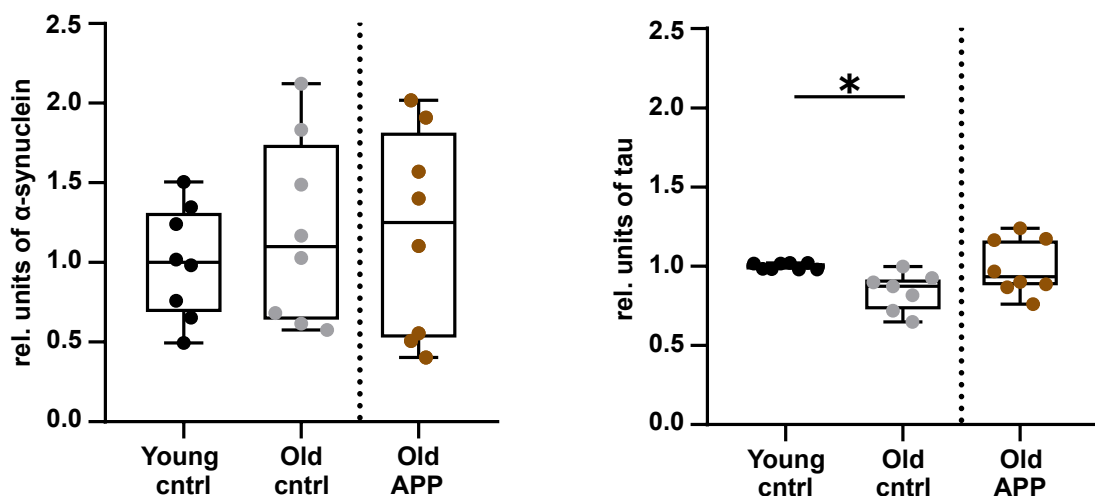 rel. units of α-synuclein
2.5
2.0
1.5
1.0
0.5
0.0
Young
cntrl
Old
cntrl
Old
APP
rel. units of tau
2.5
2.0
1.5
1.0
0.5
0.0
*
Young
cntrl
Old
cntrl
Old
APP